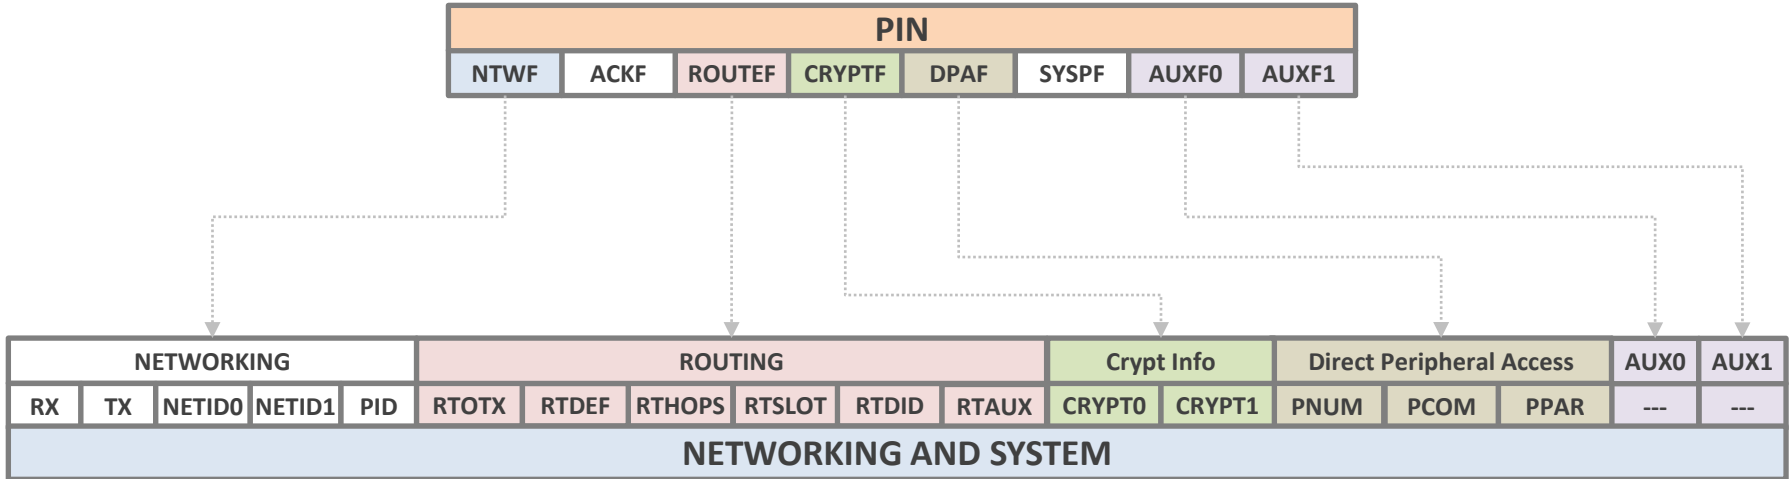 PIN
NTWF ACKF ROUTEF CRYPTF DPAF SYSPF AUXF0 AUXF1
NETWORKING ROUTING Crypt Info Direct Peripheral Access AUX0 AUX1
RX TX NETID0 NETID1 PID RTOTX RTDEF RTHOPS RTSLOT RTDID RTAUX CRYPT0 CRYPT1 PNUM PCOM PPAR --- ---
NETWORKING AND SYSTEM